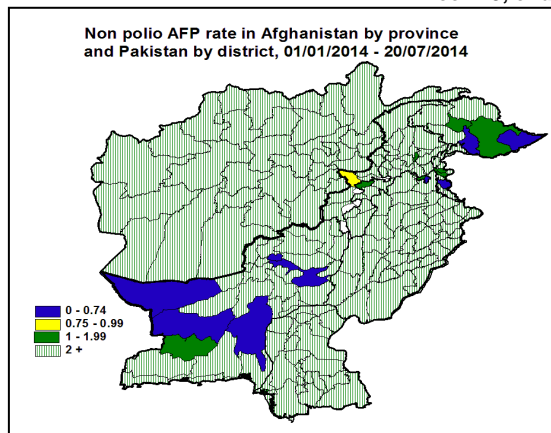 Non polio AFP rate in Afghanistan by province
and Pakistan by district, 01/01/2014 - 20/07/2014
0 - 0.74
0.75 - 0.99
1 - 1.99
2 +